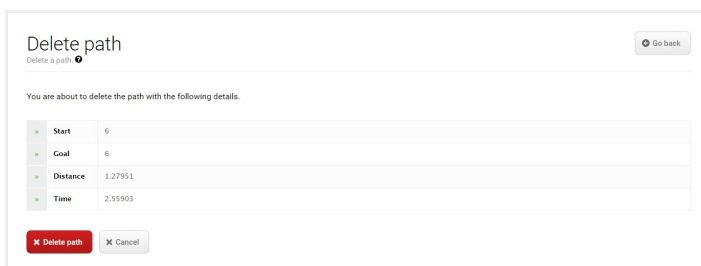 Delete path
Go back
Delete a path.
You are about to delete the path with the following details.
» Start 6
» Goal 6
» Distance 1.27951
» Time 2.55903
Delete path Cancel